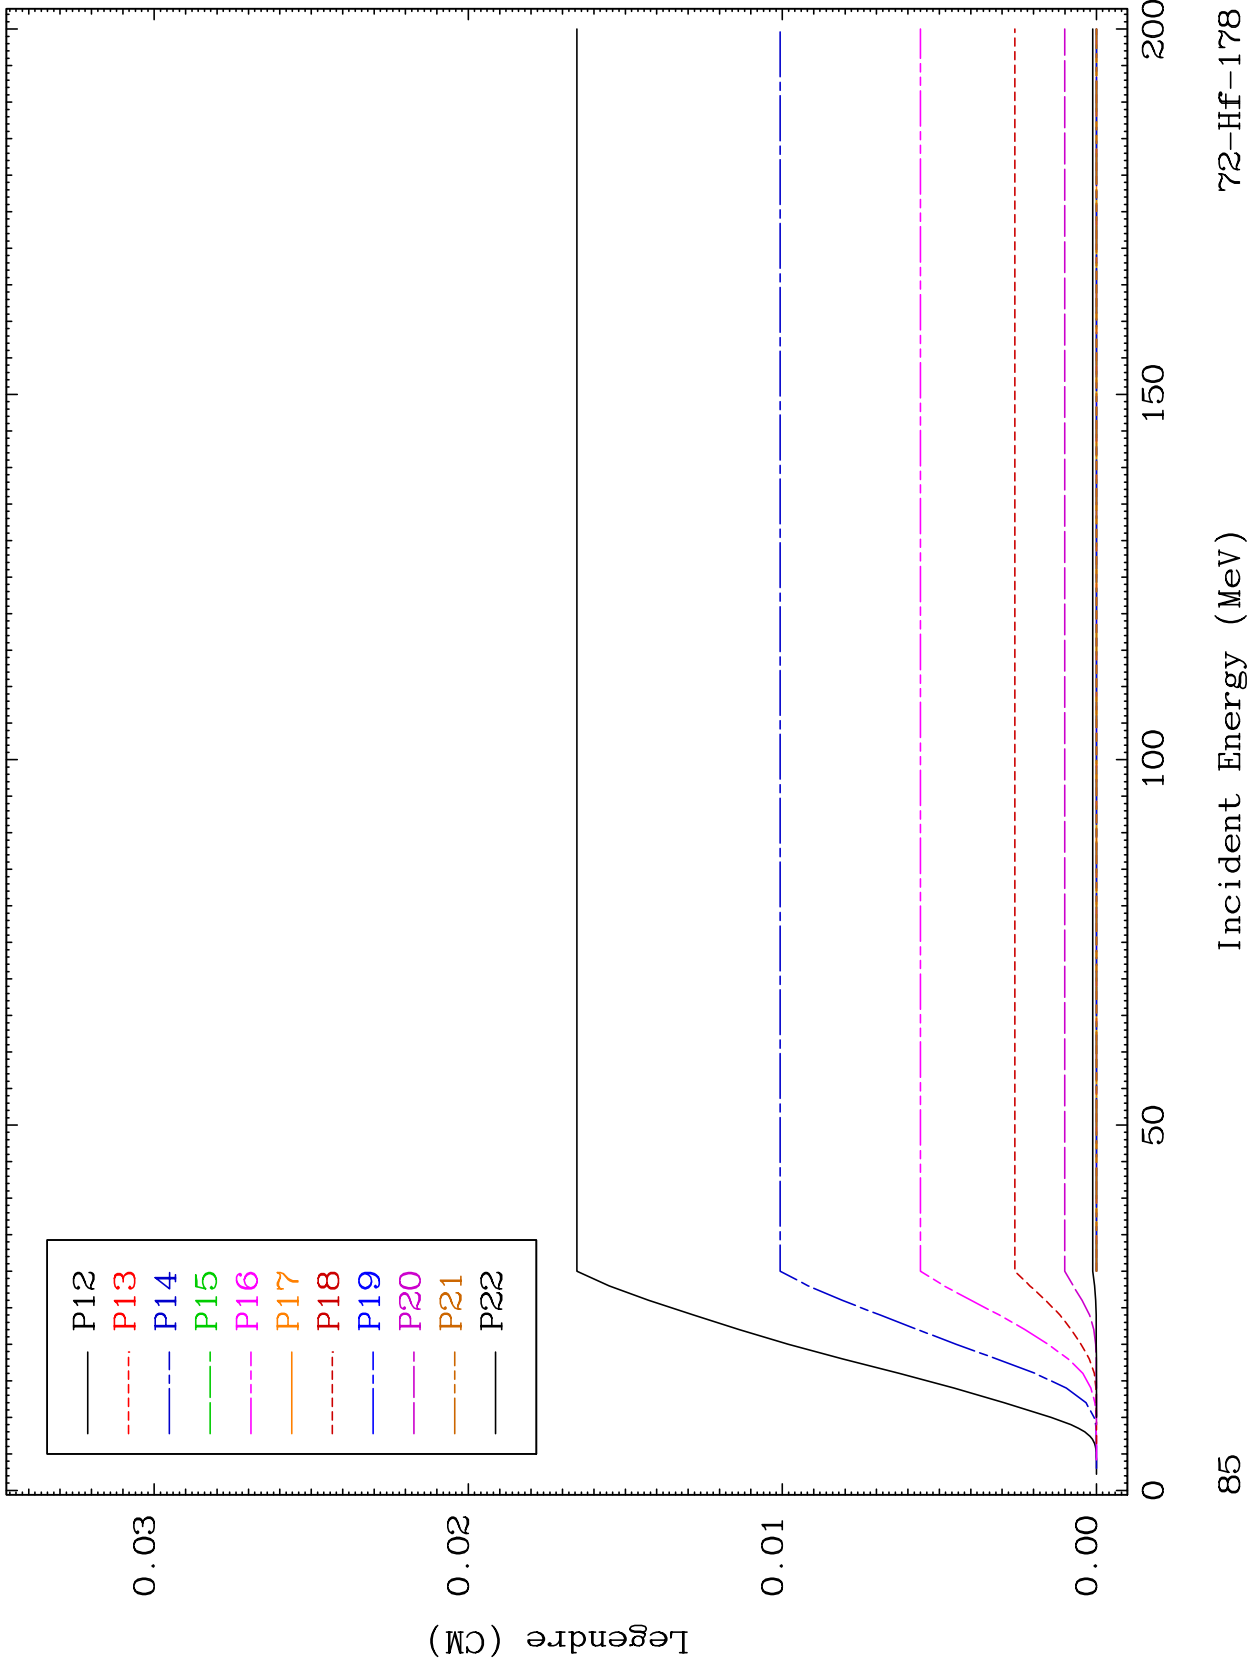 P12
P13
P14
P15
P16
P17
P18
P19
P20
P21
P22
0.03
0.02
0.01
0.00
Legendre (CM)
0
50
100
150
200
85
Incident Energy (MeV)
72-Hf-178